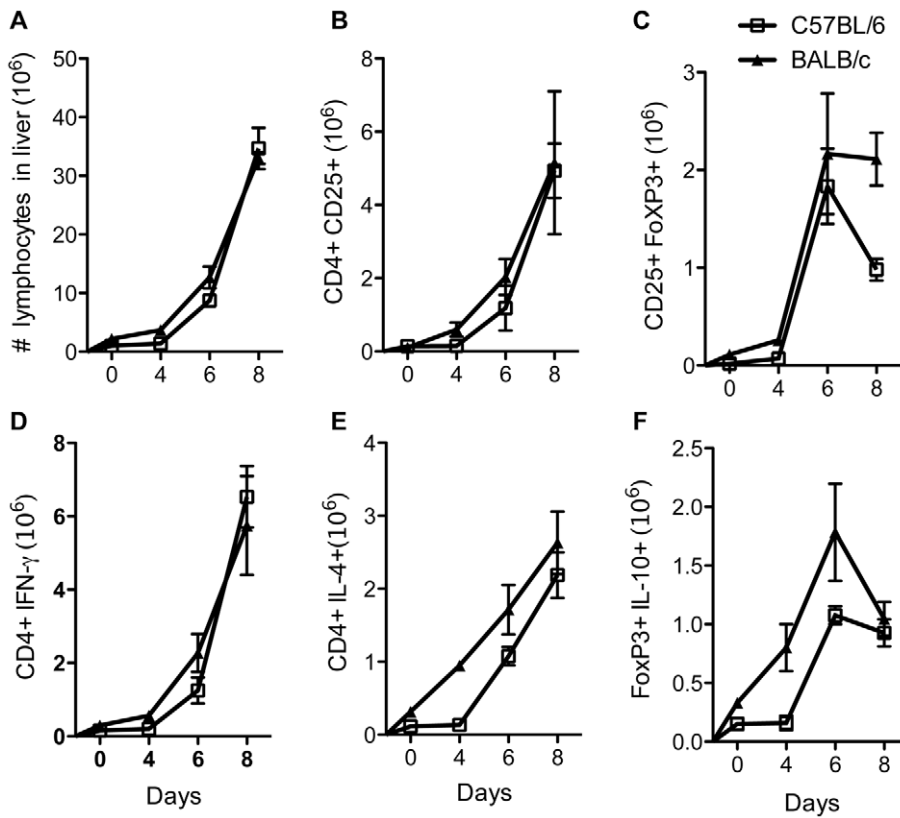 A
# lymphocytes in liver (10⁶)
50
40
30
20
10
0
0 4 6 8
B
CD4+ CD25+ (10⁶)
8
6
4
2
0
0 4 6 8
C
C57BL/6
BALB/c
CD25+ FoXP3+ (10⁶)
3
2
1
0
0 4 6 8
D
CD4+ IFN-γ (10⁶)
8
6
4
2
0
0 4 6 8
Days
E
CD4+ IL-4+(10⁶)
4
3
2
1
0
0 4 6 8
Days
F
FoxP3+ IL-10+ (10⁶)
2.5
2.0
1.5
1.0
0.5
0.0
0 4 6 8
Days